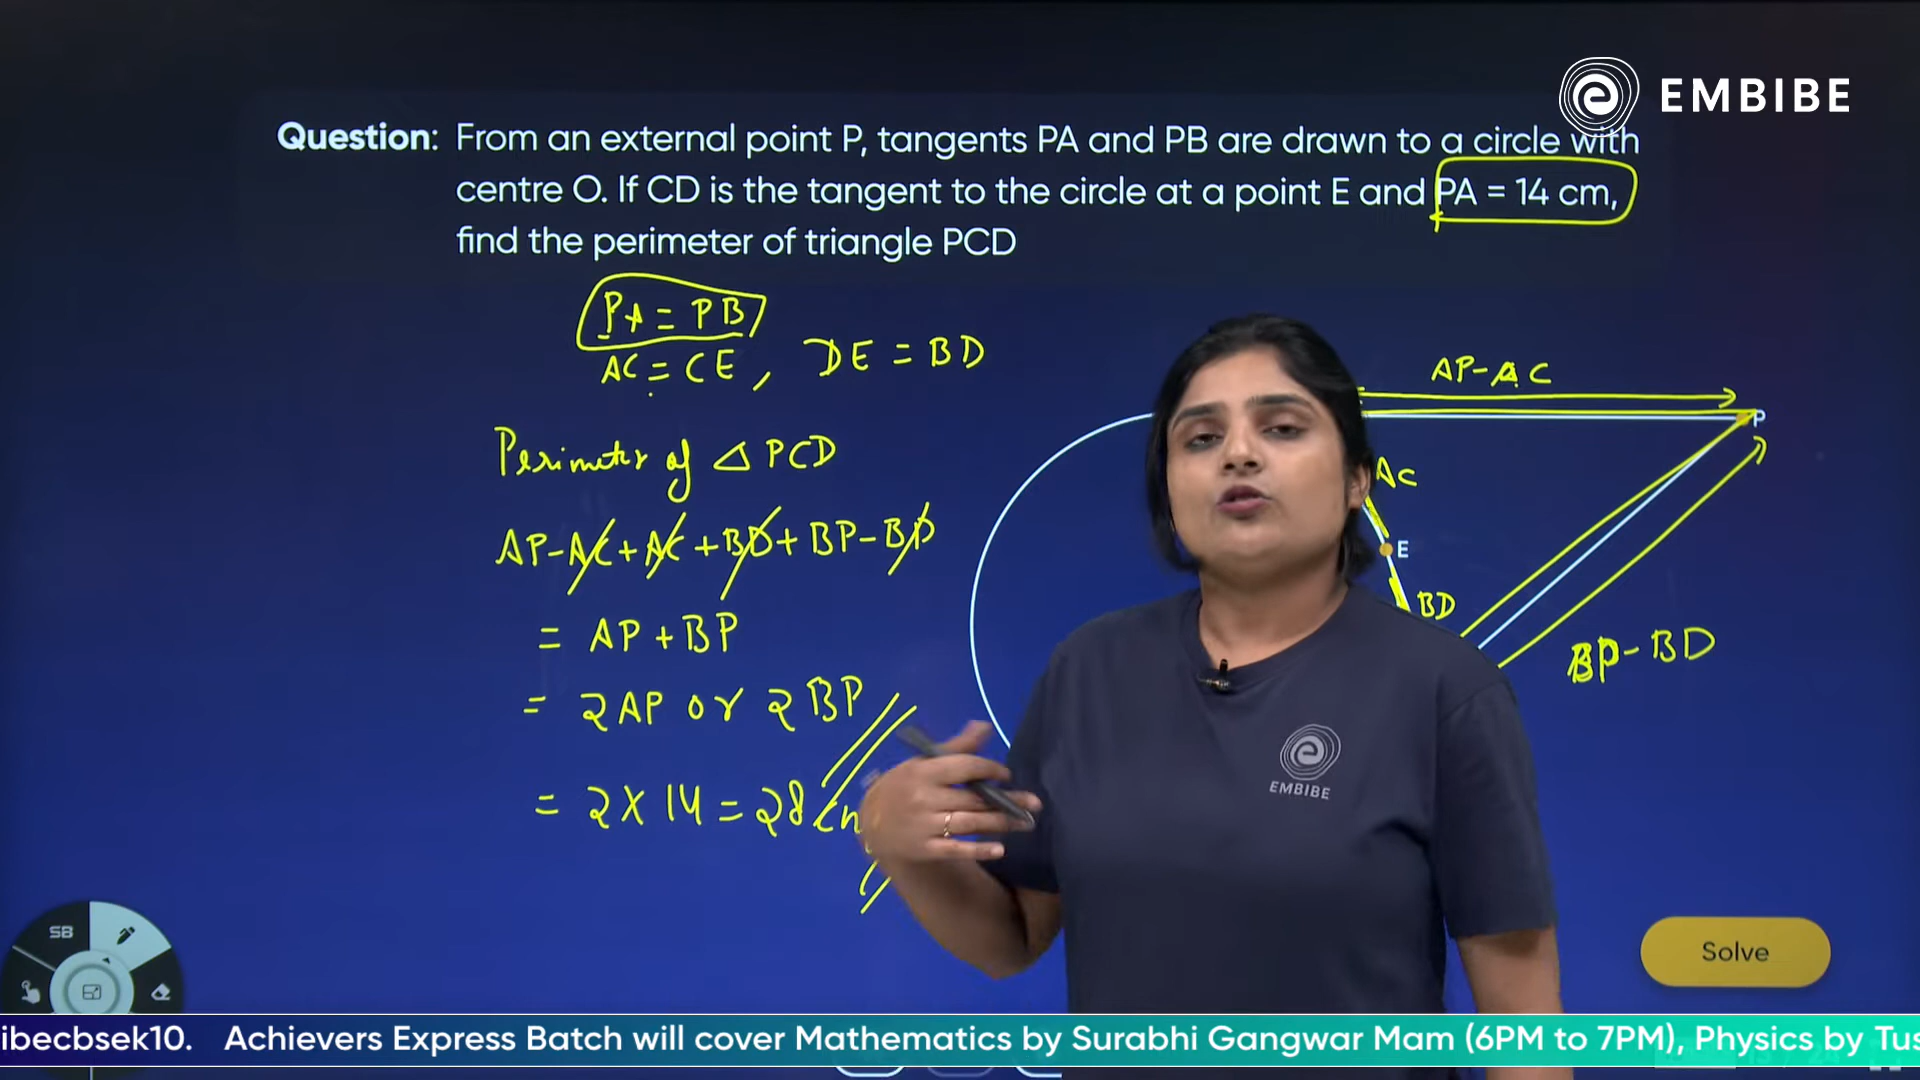 EMBIBE
Question: From an external point P, tangents PA and PB are drawn to a circle with
centre O. If CD is the tangent to the circle at a point E and PA = 14 cm,
find the perimeter of triangle PCD
PA = PB
AC = CE, DE = BD
Perimeter of △ PCD
AP-AC+AC+BD+BP-BD
= AP+BP
= 2AP or 2BP
= 2 X 14 = 28 cm
AP-AC
P
AC
E
BD
BP-BD
EMBIBE
SB
Solve
ibecbsek10. Achievers Express Batch will cover Mathematics by Surabhi Gangwar Mam (6PM to 7PM), Physics by Tus